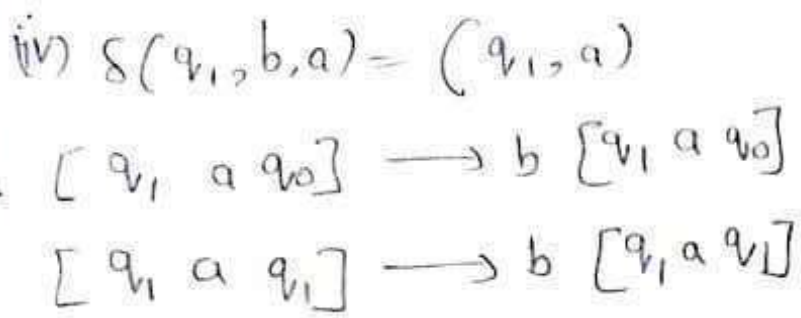 iv) δ(q₁, b, a) = (q₁, a)
[ q₁ a q₀] ⟶ b [q₁ a q₀]
[ q₁ a q₁] ⟶ b [q₁ a q₁]